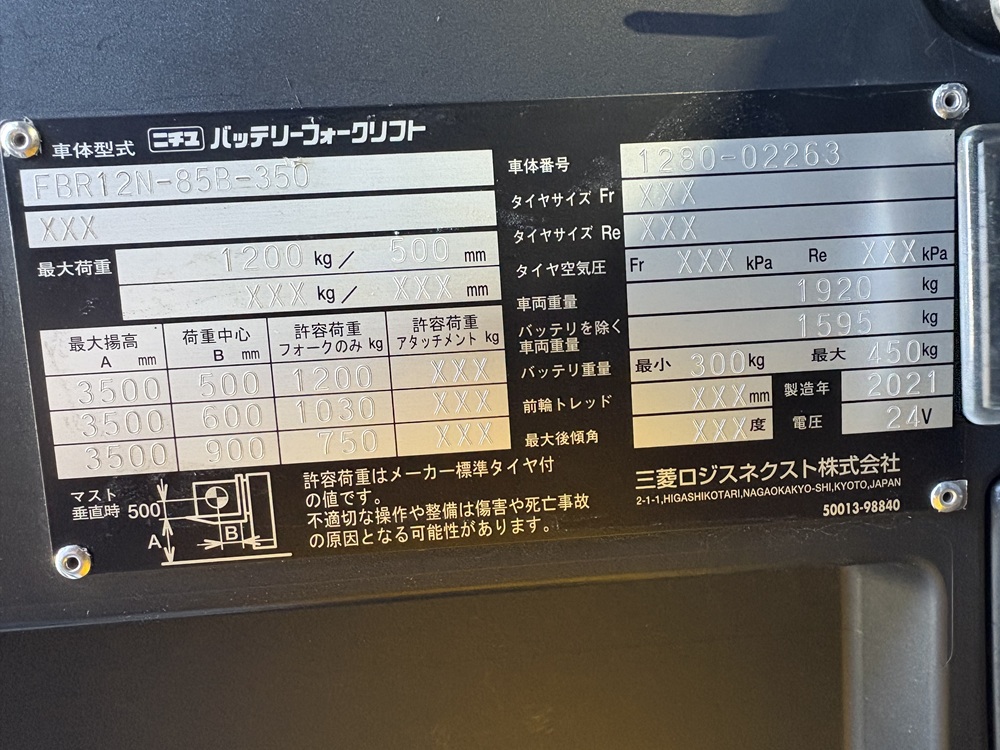 車体型式 ニチユ バッテリーフォークリフト
FBR12N-85B-350
XXX
最大荷重 1200 kg / 500 mm
XXX kg / XXX mm
最大揚高 A mm 荷重中心 B mm 許容荷重 フォークのみ kg 許容荷重 アタッチメント kg
3500 500 1200 XXX
3500 600 1030 XXX
3500 900 750 XXX
マスト垂直時 500 A B
許容荷重はメーカー標準タイヤ付
の値です。
不適切な操作や整備は傷害や死亡事故
の原因となる可能性があります。
車体番号 1280-02263
タイヤサイズ Fr XXX
タイヤサイズ Re XXX
タイヤ空気圧 Fr XXX kPa Re XXX kPa
車両重量 1920 kg
バッテリを除く
車両重量 1595 kg
バッテリ重量 最小 300 kg 最大 450 kg
前輪トレッド XXX mm 製造年 2021
最大後傾角 XXX 度 電圧 24 V
三菱ロジスネクスト株式会社
2-1-1,HIGASHIKOTARI,NAGAOKAKYO-SHI,KYOTO,JAPAN
50013-98840